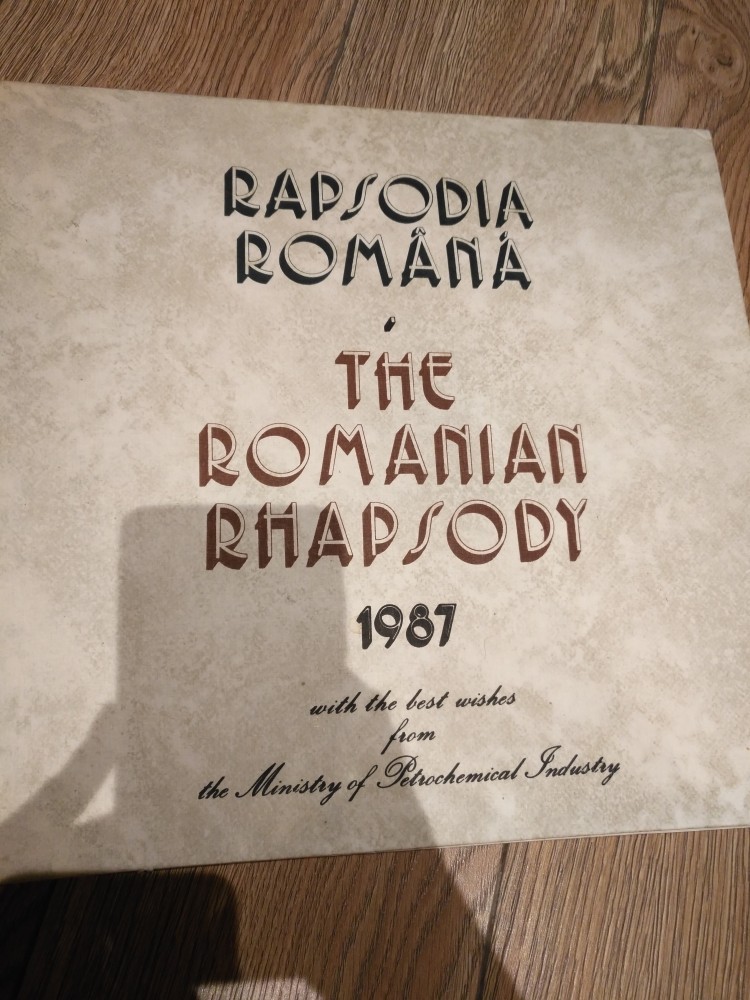 RAPSODIA
ROMÂNĂ
THE
ROMANIAN
RHAPSODY
1987
with the best wishes
from
the Ministry of Petrochemical Industry